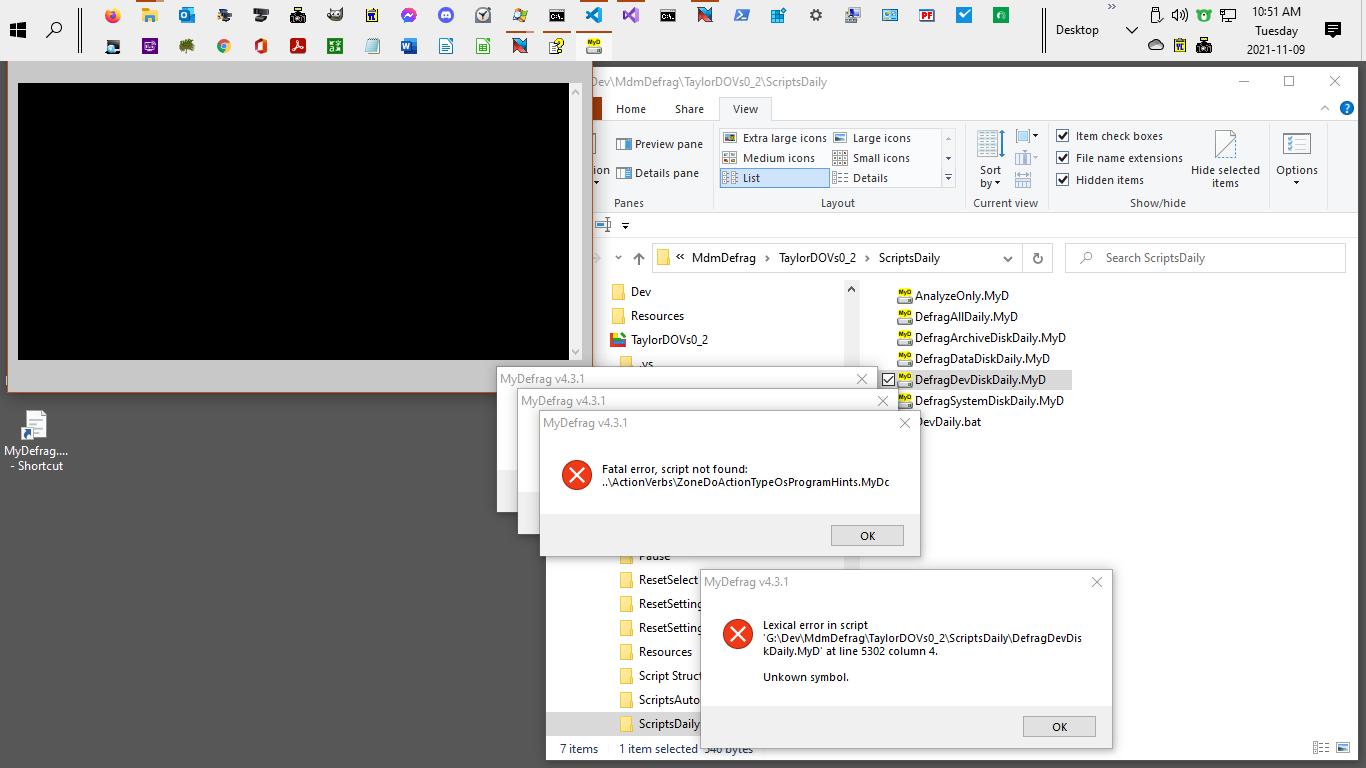 10:51 AM
Desktop
Tuesday
2021-11-09
Dev\MdmDefrag\TaylorDOVs0_2\ScriptsDaily
Home Share View
Preview pane
Details pane
Panes
Extra large icons Large icons
Medium icons Small icons
List Details
Layout
Sort
by
Current view
Item check boxes
File name extensions
Hidden items
Hide selected
items
Show/hide
Options
« MdmDefrag › TaylorDOVs0_2 › ScriptsDaily
Search ScriptsDaily
Dev
Resources
TaylorDOVs0_2
.vs
Pause
ResetSelect
ResetSetting
ResetSetting
Resources
Script Struct
ScriptsAuto
ScriptsDaily
AnalyzeOnly.MyD
DefragAllDaily.MyD
DefragArchiveDiskDaily.MyD
DefragDataDiskDaily.MyD
DefragDevDiskDaily.MyD
DefragSystemDiskDaily.MyD
DevDaily.bat
MyDefrag....
- Shortcut
MyDefrag v4.3.1
MyDefrag v4.3.1
MyDefrag v4.3.1
Fatal error, script not found:
..\ActionVerbs\ZoneDoActionTypeOsProgramHints.MyDc
OK
MyDefrag v4.3.1
Lexical error in script
'G:\Dev\MdmDefrag\TaylorDOVs0_2\ScriptsDaily\DefragDevDis
kDaily.MyD' at line 5302 column 4.
Unkown symbol.
OK
7 items 1 item selected 540 bytes